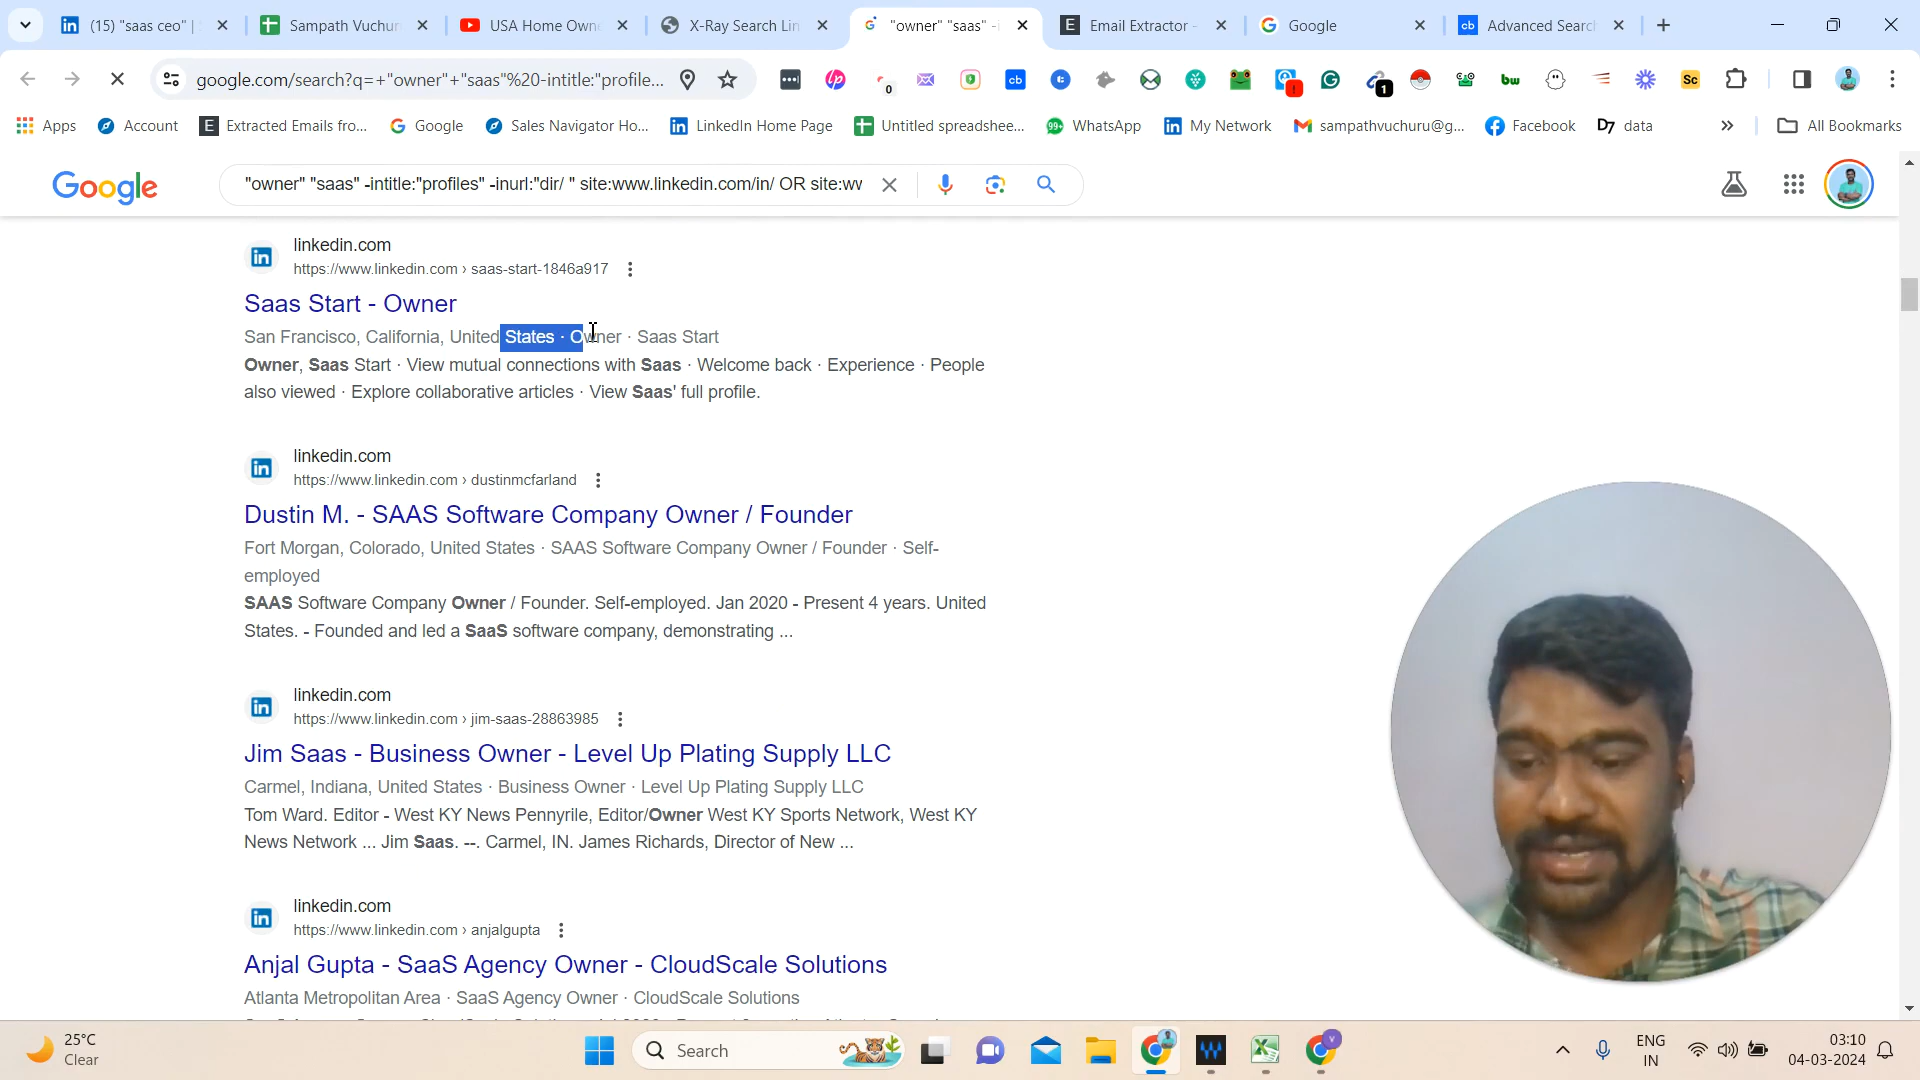 (15) "saas ceo" |
Sampath Vuchur
USA Home Own
X-Ray Search Lin
"owner" "saas" -i
Email Extractor -
Google
Advanced Searc
google.com/search?q=+"owner"+"saas"%20-intitle:"profile...
0
cb
1
bw
Sc
Apps
Account
Extracted Emails fro...
Google
Sales Navigator Ho...
LinkedIn Home Page
Untitled spreadshee...
WhatsApp
My Network
sampathvuchuru@g...
Facebook
data
All Bookmarks
Google
"owner" "saas" -intitle:"profiles" -inurl:"dir/ " site:www.linkedin.com/in/ OR site:wv
linkedin.com
https://www.linkedin.com › saas-start-1846a917
Saas Start - Owner
San Francisco, California, United States · Owner · Saas Start
Owner, Saas Start · View mutual connections with Saas · Welcome back · Experience · People
also viewed · Explore collaborative articles · View Saas' full profile.
linkedin.com
https://www.linkedin.com › dustinmcfarland
Dustin M. - SAAS Software Company Owner / Founder
Fort Morgan, Colorado, United States · SAAS Software Company Owner / Founder · Self-
employed
SAAS Software Company Owner / Founder. Self-employed. Jan 2020 - Present 4 years. United
States. - Founded and led a SaaS software company, demonstrating ...
linkedin.com
https://www.linkedin.com › jim-saas-28863985
Jim Saas - Business Owner - Level Up Plating Supply LLC
Carmel, Indiana, United States · Business Owner · Level Up Plating Supply LLC
Tom Ward. Editor - West KY News Pennyrile, Editor/Owner West KY Sports Network, West KY
News Network ... Jim Saas. --. Carmel, IN. James Richards, Director of New ...
linkedin.com
https://www.linkedin.com › anjalgupta
Anjal Gupta - SaaS Agency Owner - CloudScale Solutions
Atlanta Metropolitan Area · SaaS Agency Owner · CloudScale Solutions
25°C
Clear
Search
ENG
IN
03:10
04-03-2024